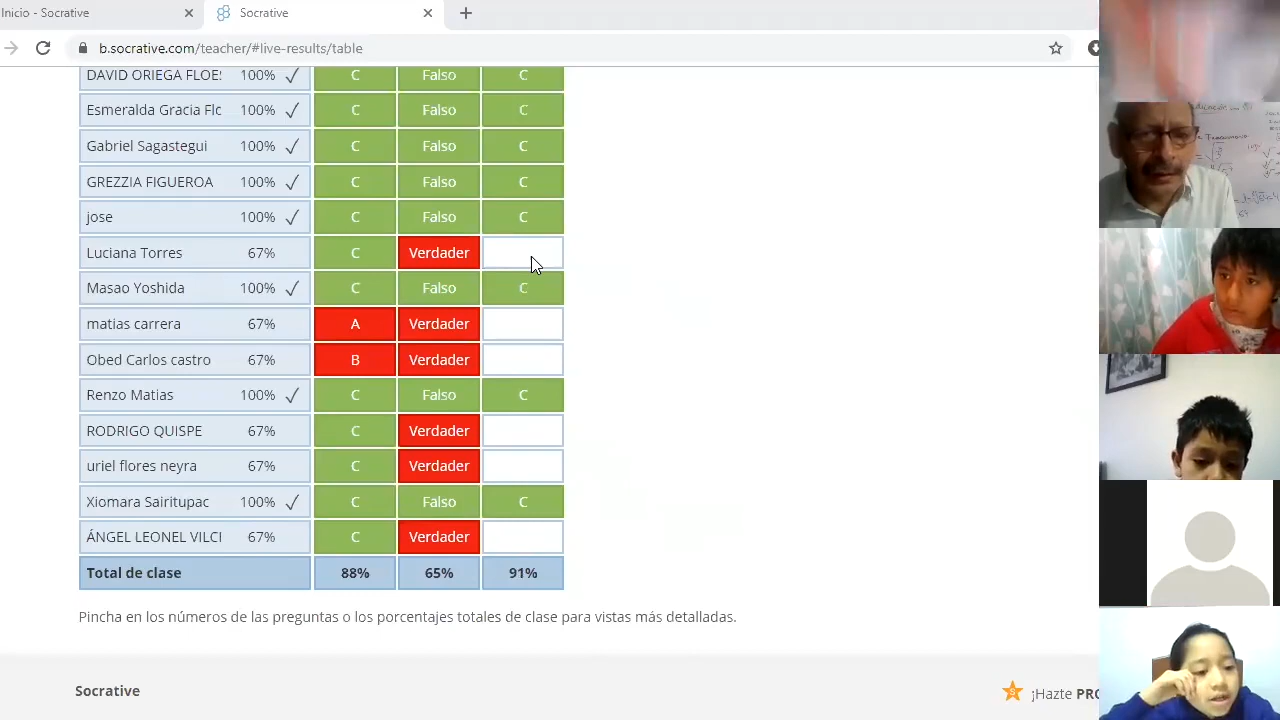 Inicio - Socrative
Socrative
b.socrative.com/teacher/#live-results/table
DAVID ORIEGA FLOES 100% C Falso C
Esmeralda Gracia Flc 100% C Falso C
Gabriel Sagastegui 100% C Falso C
GREZZIA FIGUEROA 100% C Falso C
jose 100% C Falso C
Luciana Torres 67% C Verdader
Masao Yoshida 100% C Falso C
matias carrera 67% A Verdader
Obed Carlos castro 67% B Verdader
Renzo Matias 100% C Falso C
RODRIGO QUISPE 67% C Verdader
uriel flores neyra 67% C Verdader
Xiomara Sairitupac 100% C Falso C
ÁNGEL LEONEL VILCI 67% C Verdader
Total de clase 88% 65% 91%
Pincha en los números de las preguntas o los porcentajes totales de clase para vistas más detalladas.
Socrative
¡Hazte PRO